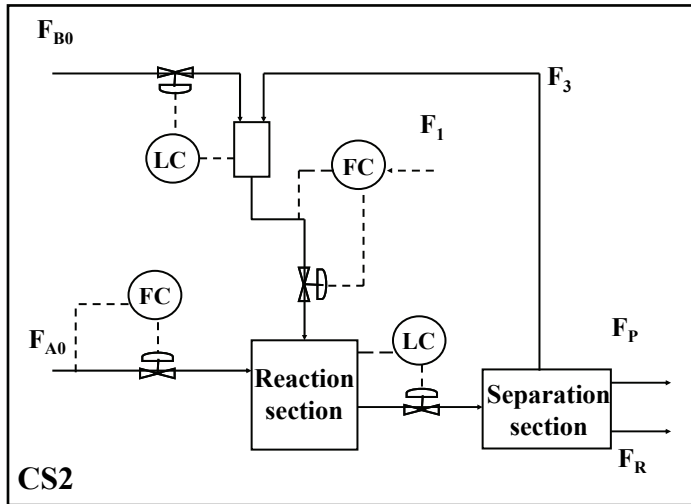 F_B0
F_3
F_1
LC
FC
FC
F_A0
LC
F_P
Reaction
section
Separation
section
F_R
CS2